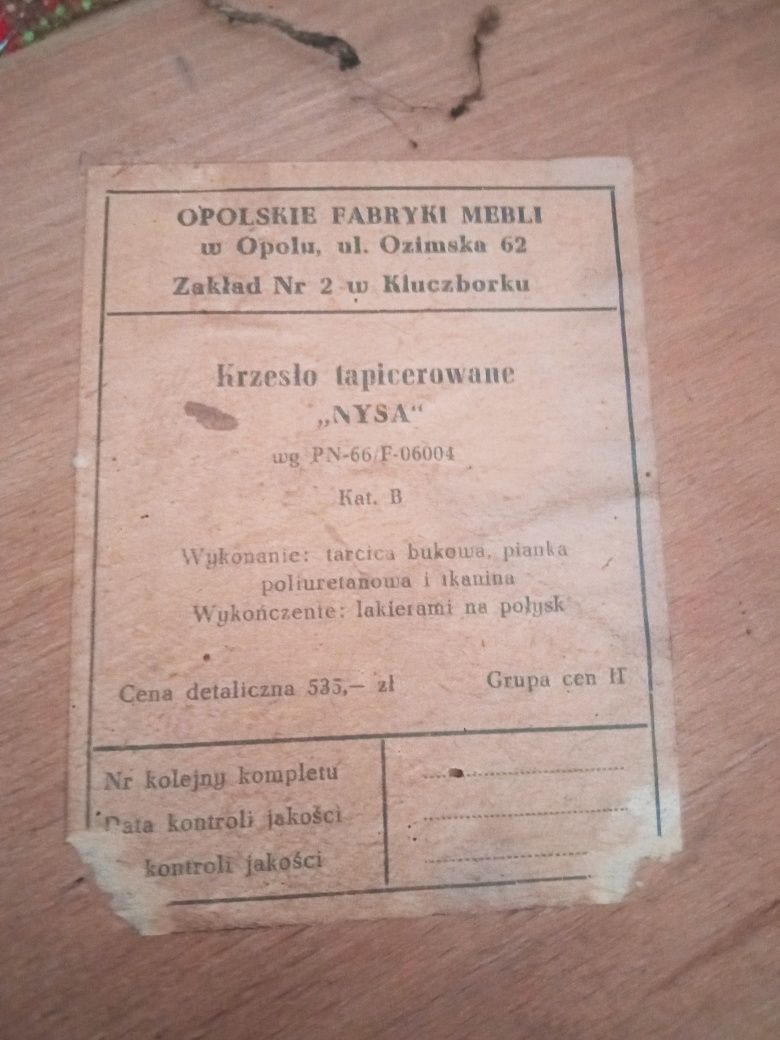 OPOLSKIE FABRYKI MEBLI
w Opolu, ul. Ozimska 62
Zakład Nr 2 w Kluczborku
Krzesło tapicerowane
„NYSA“
wg PN-66/F-06004
Kat. B
Wykonanie: tarcica bukowa, pianka
poliuretanowa i tkanina
Wykończenie: lakierami na połysk
Cena detaliczna 535,— zł Grupa cen II
Nr kolejny kompletu
Data kontroli jakości
kontroli jakości